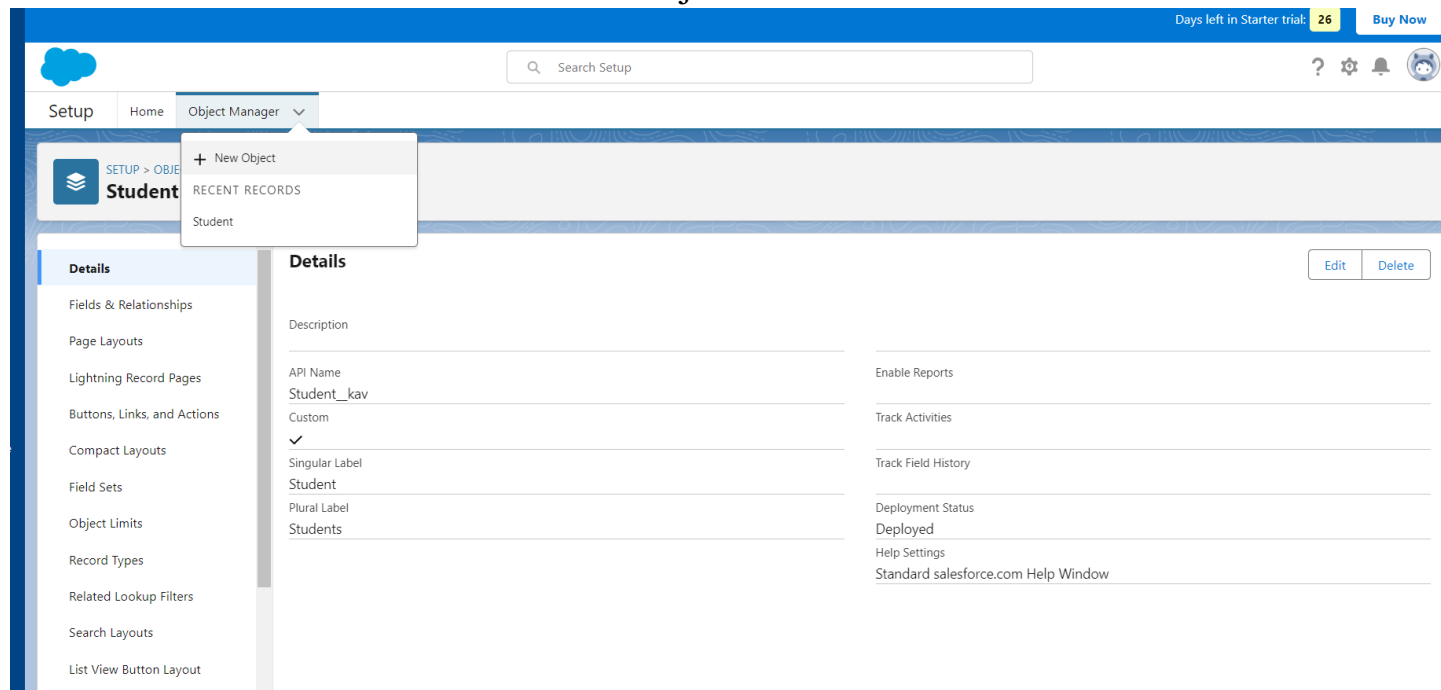 Days left in Starter trial: 26 Buy Now
Search Setup
Setup Home Object Manager
New Object
RECENT RECORDS
Student
SETUP > OBJE
Student
Details
Fields & Relationships
Page Layouts
Lightning Record Pages
Buttons, Links, and Actions
Compact Layouts
Field Sets
Object Limits
Record Types
Related Lookup Filters
Search Layouts
List View Button Layout
Details
Edit Delete
Description
API Name
Student__kav
Custom
Singular Label
Student
Plural Label
Students
Enable Reports
Track Activities
Track Field History
Deployment Status
Deployed
Help Settings
Standard salesforce.com Help Window